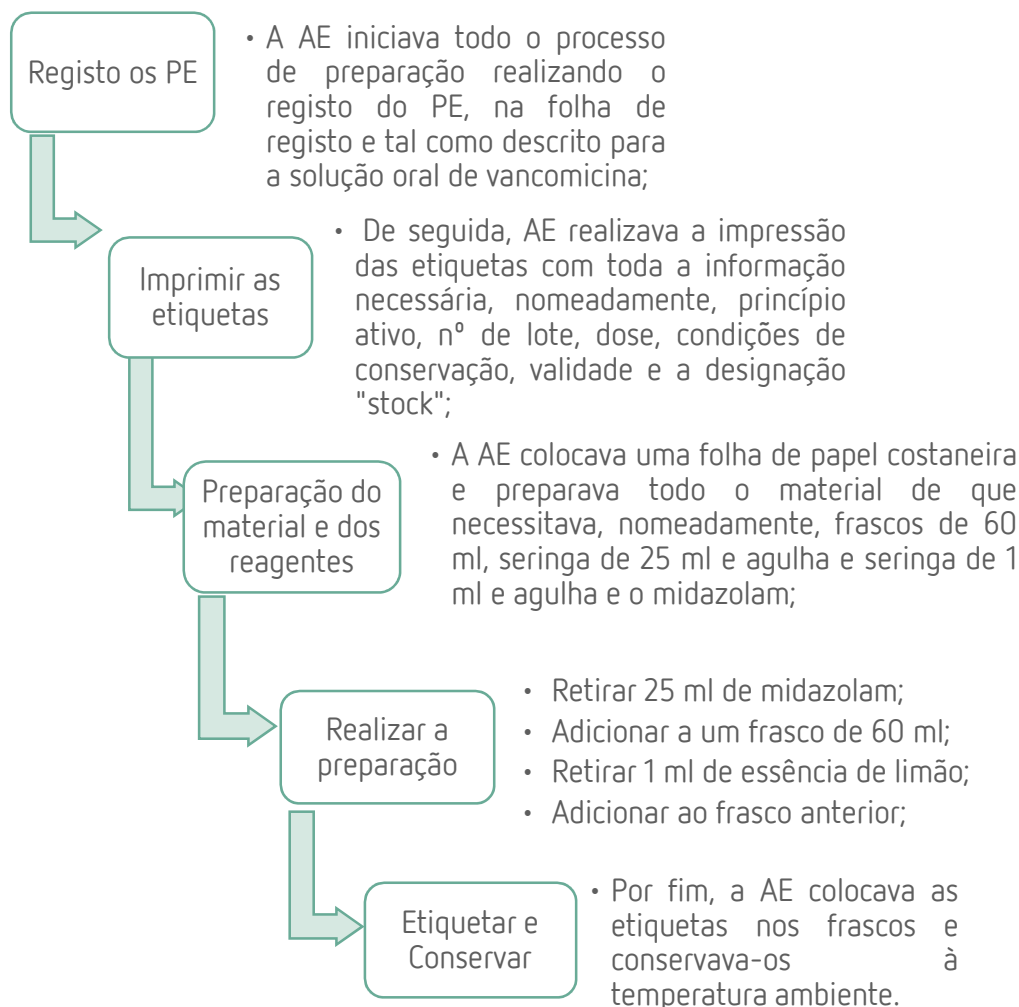 Registo os PE
• A AE iniciava todo o processo
de preparação realizando o
registo do PE, na folha de
registo e tal como descrito para
a solução oral de vancomicina;
Imprimir as
etiquetas
• De seguida, AE realizava a impressão
das etiquetas com toda a informação
necessária, nomeadamente, princípio
ativo, nº de lote, dose, condições de
conservação, validade e a designação
"stock";
Preparação do
material e dos
reagentes
• A AE colocava uma folha de papel costaneira
e preparava todo o material de que
necessitava, nomeadamente, frascos de 60
ml, seringa de 25 ml e agulha e seringa de 1
ml e agulha e o midazolam;
Realizar a
preparação
• Retirar 25 ml de midazolam;
• Adicionar a um frasco de 60 ml;
• Retirar 1 ml de essência de limão;
• Adicionar ao frasco anterior;
Etiquetar e
Conservar
• Por fim, a AE colocava as
etiquetas nos frascos e
conservava-os à
temperatura ambiente.